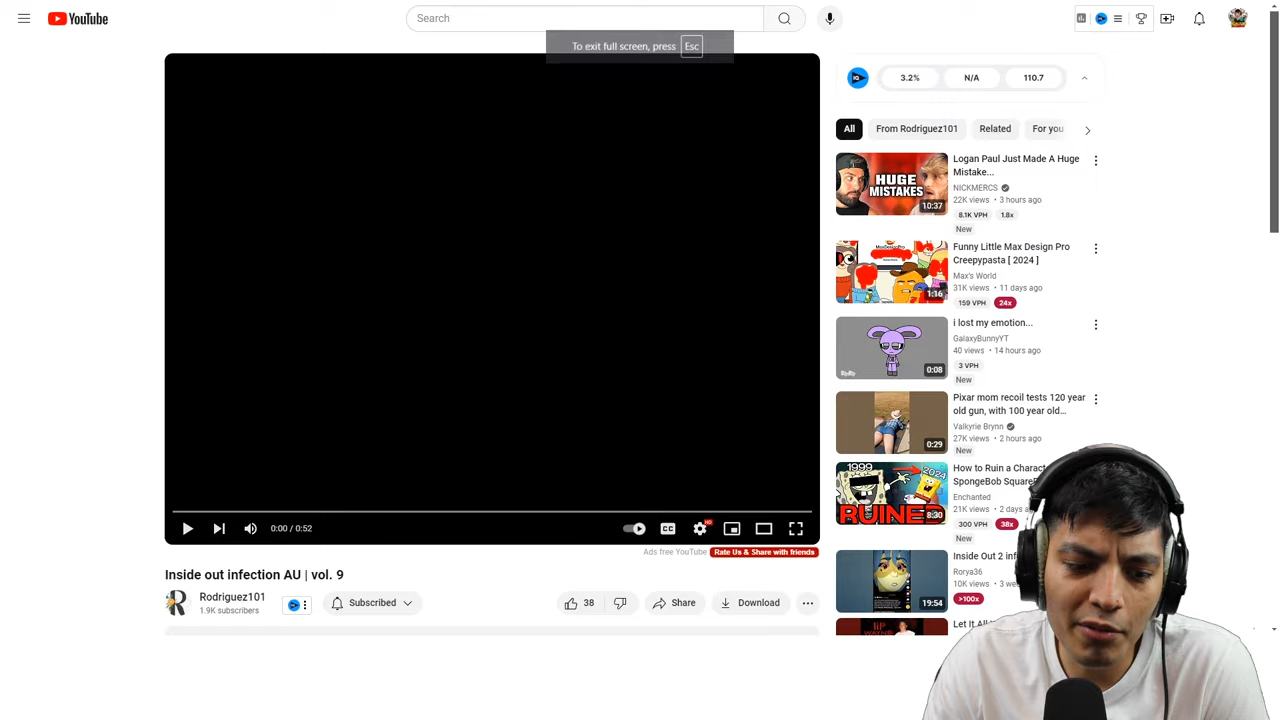 YouTube
Search
To exit full screen, press Esc
3.2%
N/A
110.7
All
From Rodriguez101
Related
For you
HUGE
MISTAKES
10:37
Logan Paul Just Made A Huge
Mistake...
NICKMERCS
22K views • 3 hours ago
8.1K VPH
1.8x
New
1:16
Funny Little Max Design Pro
Creepypasta [ 2024 ]
Max's World
31K views • 11 days ago
159 VPH
24x
0:08
i lost my emotion...
GalaxyBunnyYT
40 views • 14 hours ago
3 VPH
New
0:29
Pixar mom recoil tests 120 year
old gun, with 100 year old...
Valkyrie Brynn
27K views • 2 hours ago
New
1999
2024
RUINED
8:30
How to Ruin a Charact
SpongeBob Square
Enchanted
21K views • 2 days
300 VPH
38x
New
19:54
Inside Out 2 inf
Rorya36
10K views • 3 we
>100x
Let It All
0:00 / 0:52
CC
HD
Ads free YouTube
Rate Us & Share with friends
Inside out infection AU | vol. 9
Rodriguez101
1.9K subscribers
Subscribed
38
Share
Download